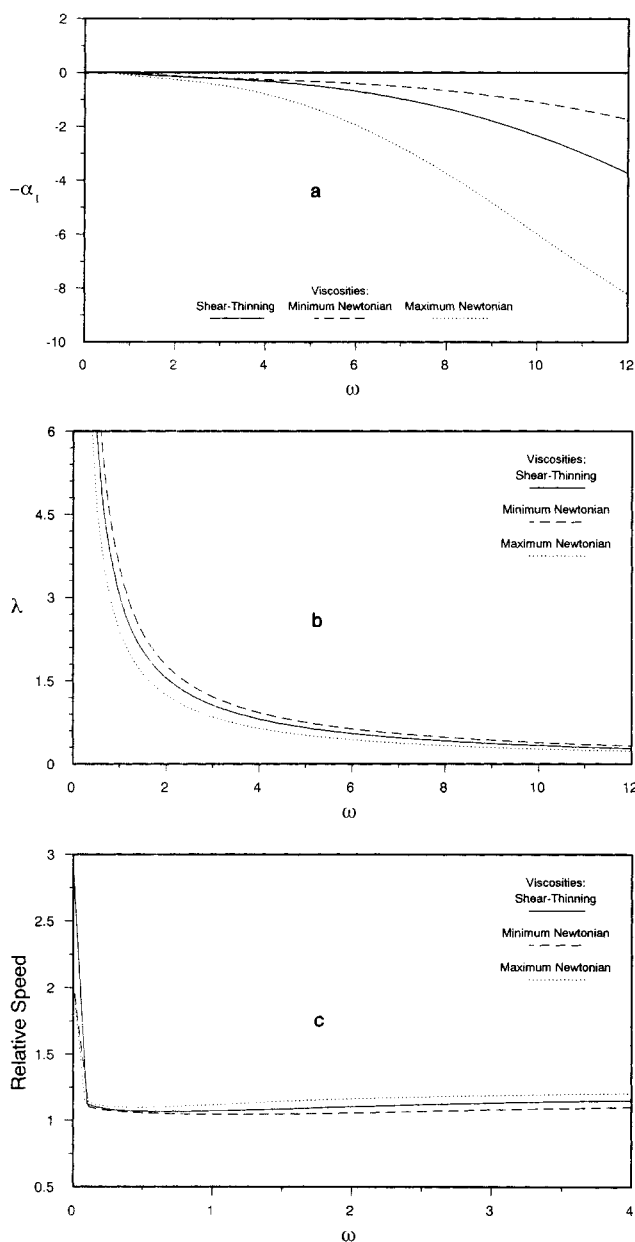 2
0
-2
-4
-6
-8
-10
-α₁
a
Viscosities:
Shear-Thinning Minimum Newtonian Maximum Newtonian
0 2 4 6 8 10 12
ω
6
4.5
3
1.5
0
λ
b
Viscosities:
Shear-Thinning
Minimum Newtonian
Maximum Newtonian
0 2 4 6 8 10 12
ω
3
2.5
2
1.5
1
0.5
Relative Speed
c
Viscosities:
Shear-Thinning
Minimum Newtonian
Maximum Newtonian
0 1 2 3 4
ω